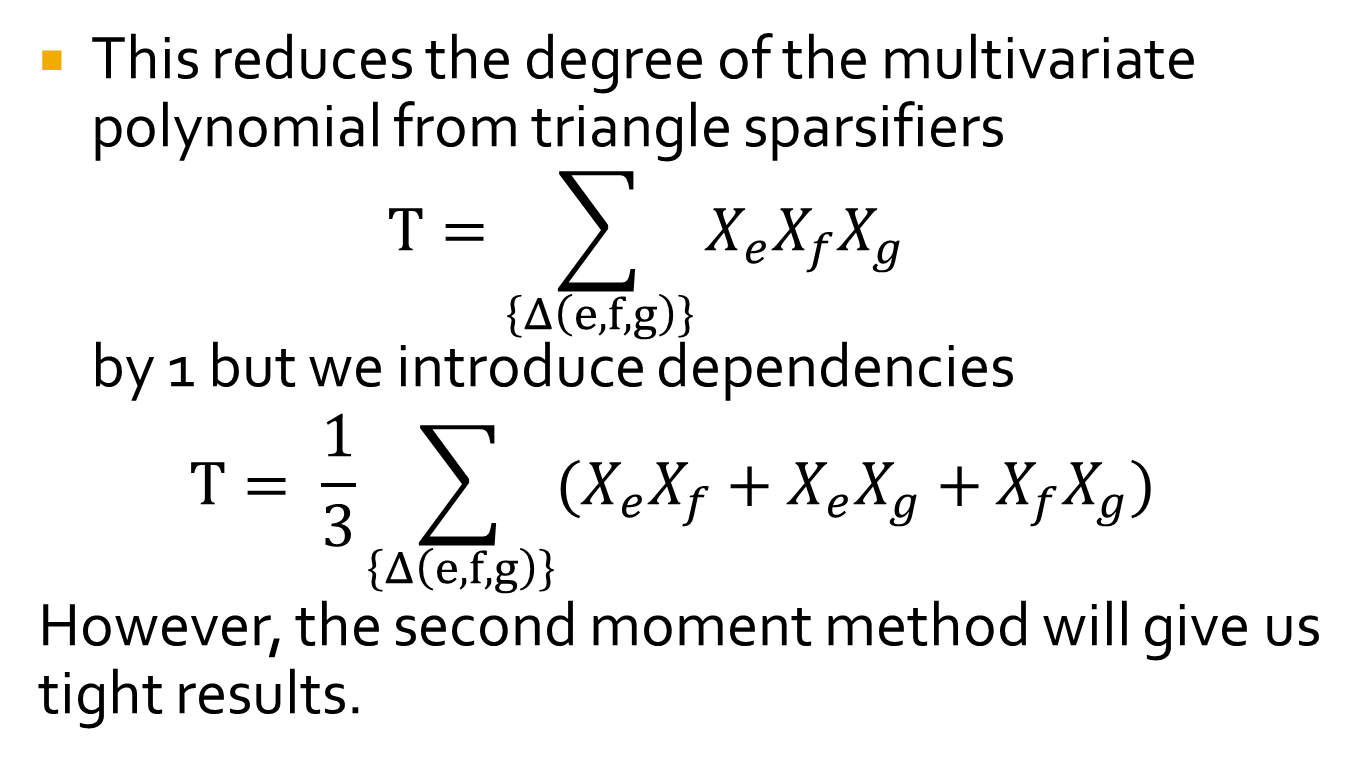 ▪ This reduces the degree of the multivariate
polynomial from triangle sparsifiers
T = ∑_{{Δ(e,f,g)}} X_e X_f X_g
by 1 but we introduce dependencies
T = \frac{1}{3} ∑_{{Δ(e,f,g)}} (X_e X_f + X_e X_g + X_f X_g)
However, the second moment method will give us
tight results.